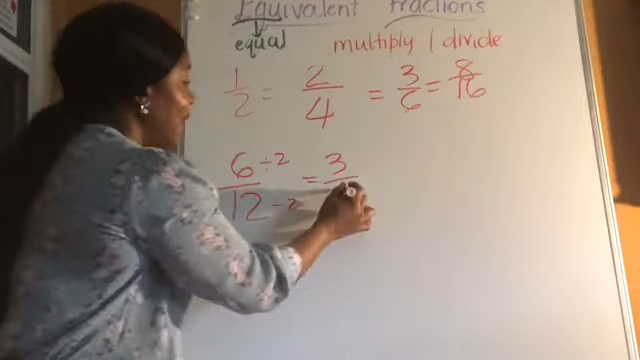 Equivalent fractions
equal multiply / divide
1/2 = 2/4 = 3/6 = 8/16
6 ÷2 = 3
12 -2